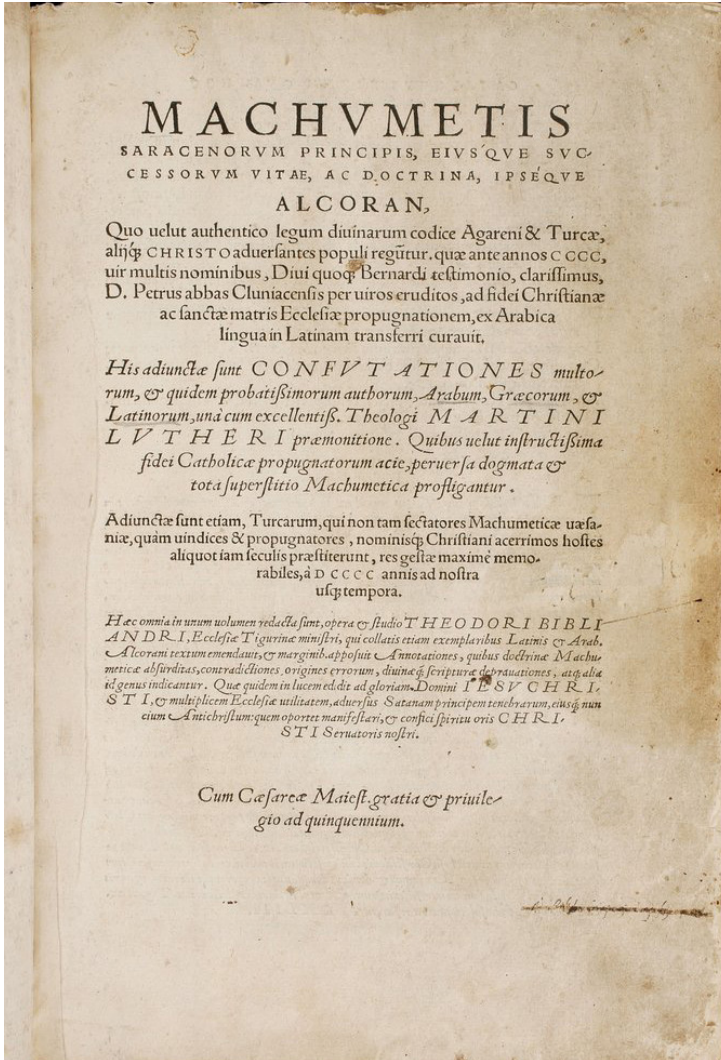 MACHVMETIS
SARACENORVM PRINCIPIS, EIVS'QVE SVC-
CESSORVM VITAE, AC DOCTRINA, IPSE'QVE
ALCORAN,
Quo uelut authentico legum diuinarum codice Agareni & Turcæ,
alijq́ꝫ CHRISTO aduerſantes populi regūtur. quæ ante annos CCCC,
uir multis nominibus, Diui quoqꝫ Bernardi teſtimonio, clariſſimus,
D. Petrus abbas Cluniacenſis per uiros eruditos, ad fidei Chriſtianæ
ac ſanctæ matris Eccleſiæ propugnationem, ex Arabica
lingua in Latinam transferri curauit.
His adiunctæ ſunt CONFVTATIONES multo-
rum, & quidem probatißimorum authorum, Arabum, Græcorum, &
Latinorum, unà cum excellentiß. Theologi MARTINI
LVTHERI præmonitione. Quibus uelut inſtructißima
fidei Catholicæ propugnatorum acie, peruerſa dogmata &
tota ſuperſtitio Machumetica profligantur.
Adiunctæ ſunt etiam, Turcarum, qui non tam ſectatores Machumeticæ uæſa-
niæ, quàm uindices & propugnatores, nominisq́ꝫ Chriſtiani acerrimos hoſtes
aliquot iam ſeculis præſtiterunt, res geſtæ maximè memo-
rabiles, à DCCCC annis ad noſtra
uſqꝫ tempora.
Hæc omnia in unum uolumen redacta ſunt, opera & ſtudio THEODORI BIBLI-
ANDRI, Eccleſiæ Tigurinæ miniſtri, qui collatis etiam exemplaribus Latinis & Arab.
Alcorani textum emendauit, & marginib. appoſuit Annotationes, quibus doctrinæ Machu-
meticæ abſurditas, contradictiones, origines errorum, diuinæq́ꝫ ſcripturæ deprauationes, atqꝫ alia
id genus indicantur. Quæ quidem in lucem edidit ad gloriam Domini IESV CHRI-
STI, & multiplicem Eccleſiæ utilitatem, aduerſus Satanam principem tenebrarum, eiusq́ꝫ nun
cium Antichriſtum: quem oportet manifeſtari, & confici ſpiritu oris CHRI-
STI Seruatoris noſtri.
Cum Cæſareæ Maieſt. gratia & priuile-
gio ad quinquennium.